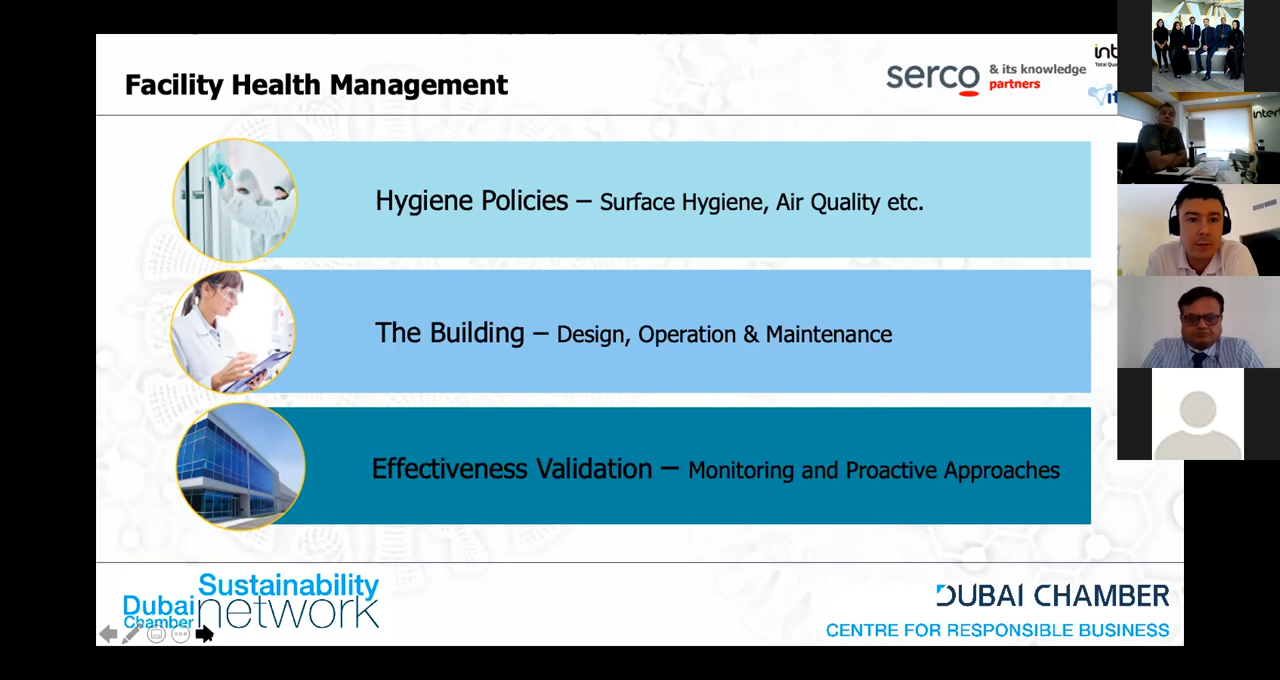 Facility Health Management
serco
& its knowledge
partners
Hygiene Policies – Surface Hygiene, Air Quality etc.
The Building – Design, Operation & Maintenance
Effectiveness Validation – Monitoring and Proactive Approaches
Dubai
Chamber
Sustainability
network
DUBAI CHAMBER
CENTRE FOR RESPONSIBLE BUSINESS